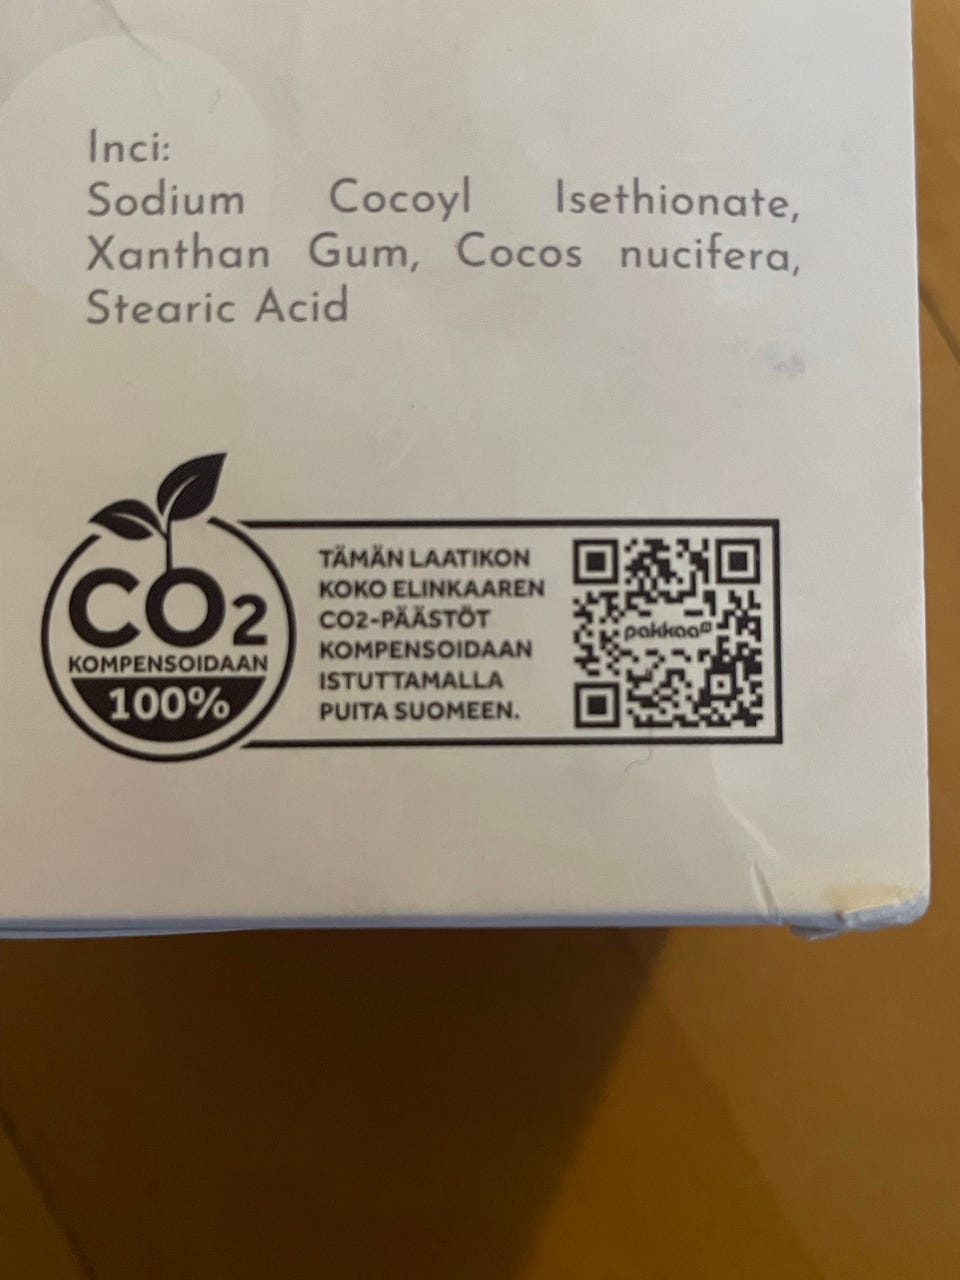 Inci:
Sodium Cocoyl Isethionate,
Xanthan Gum, Cocos nucifera,
Stearic Acid
CO2
KOMPENSOIDAAN
100%
TÄMÄN LAATIKON
KOKO ELINKAAREN
CO2-PÄÄSTÖT
KOMPENSOIDAAN
ISTUTTAMALLA
PUITA SUOMEEN.
pakkaa